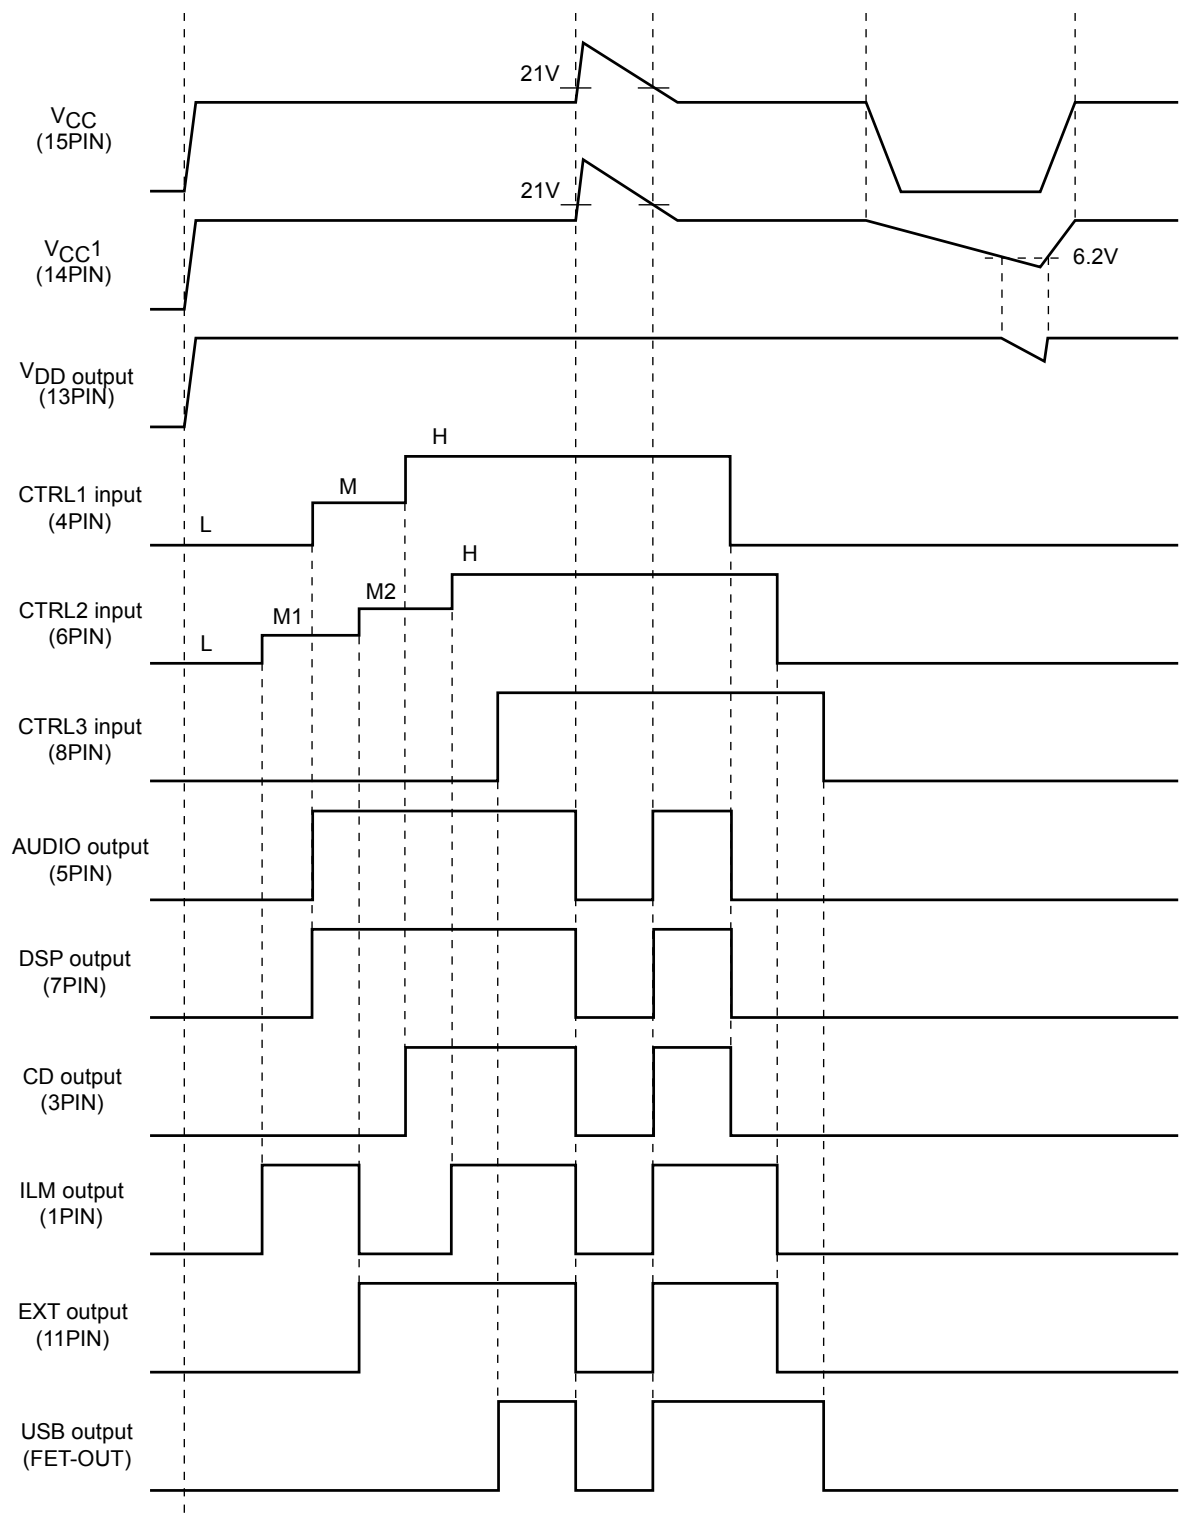 21V
VCC
(15PIN)
21V
VCC1
(14PIN)
6.2V
VDD output
(13PIN)
H
M
CTRL1 input
(4PIN)
L
H
M2
CTRL2 input
(6PIN)
M1
L
CTRL3 input
(8PIN)
AUDIO output
(5PIN)
DSP output
(7PIN)
CD output
(3PIN)
ILM output
(1PIN)
EXT output
(11PIN)
USB output
(FET-OUT)